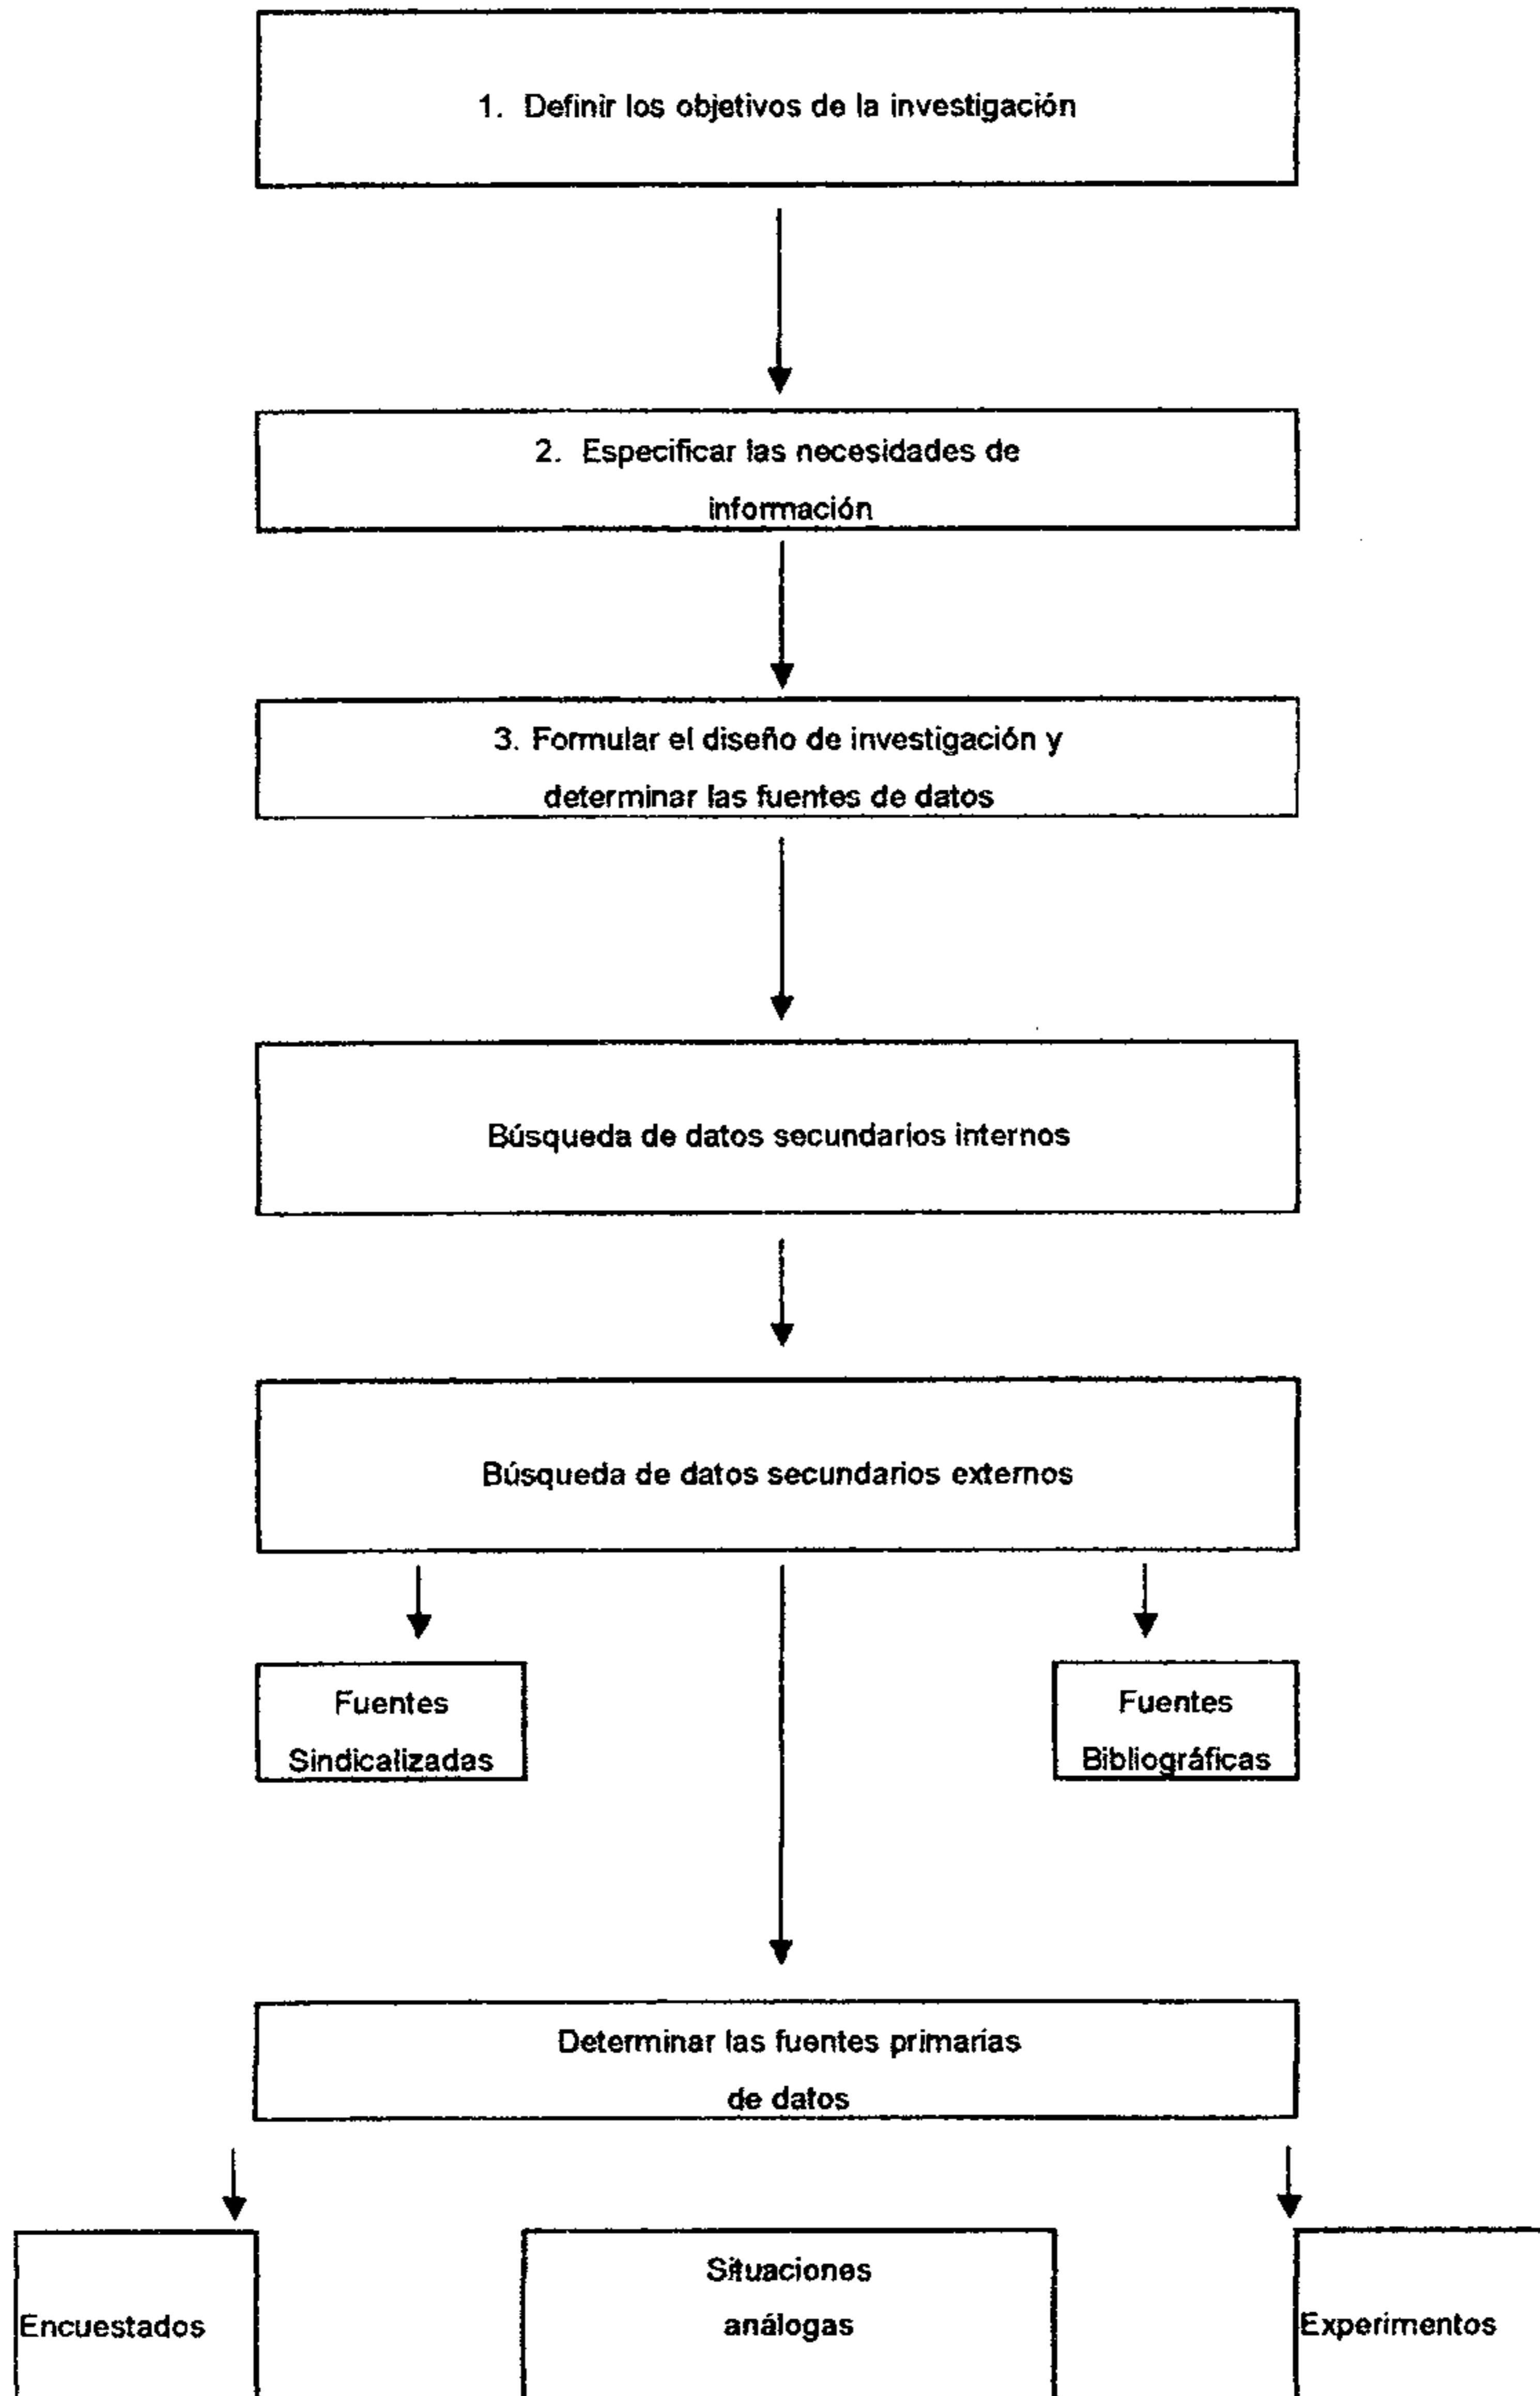 1. Definir los objetivos de la investigación
2. Especificar las necesidades de
información
3. Formular el diseño de investigación y
determinar las fuentes de datos
Búsqueda de datos secundarios internos
Búsqueda de datos secundarios externos
Fuentes
Sindicalizadas
Fuentes
Bibliográficas
Determinar las fuentes primarias
de datos
Encuestados
Situaciones
análogas
Experimentos